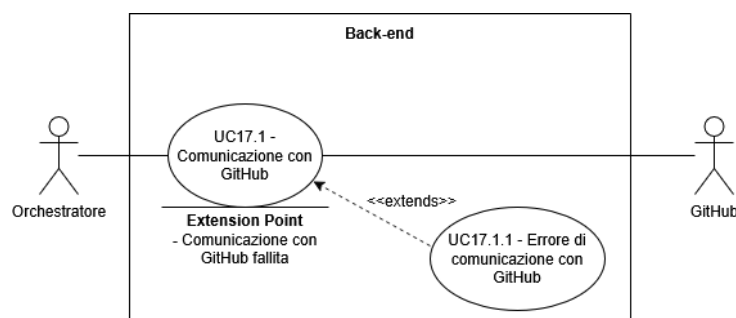 Back-end
UC17.1 -
Comunicazione con
GitHub
Orchestratore
<<extends>>
GitHub
Extension Point
- Comunicazione con
GitHub fallita
UC17.1.1 - Errore di
comunicazione con
GitHub